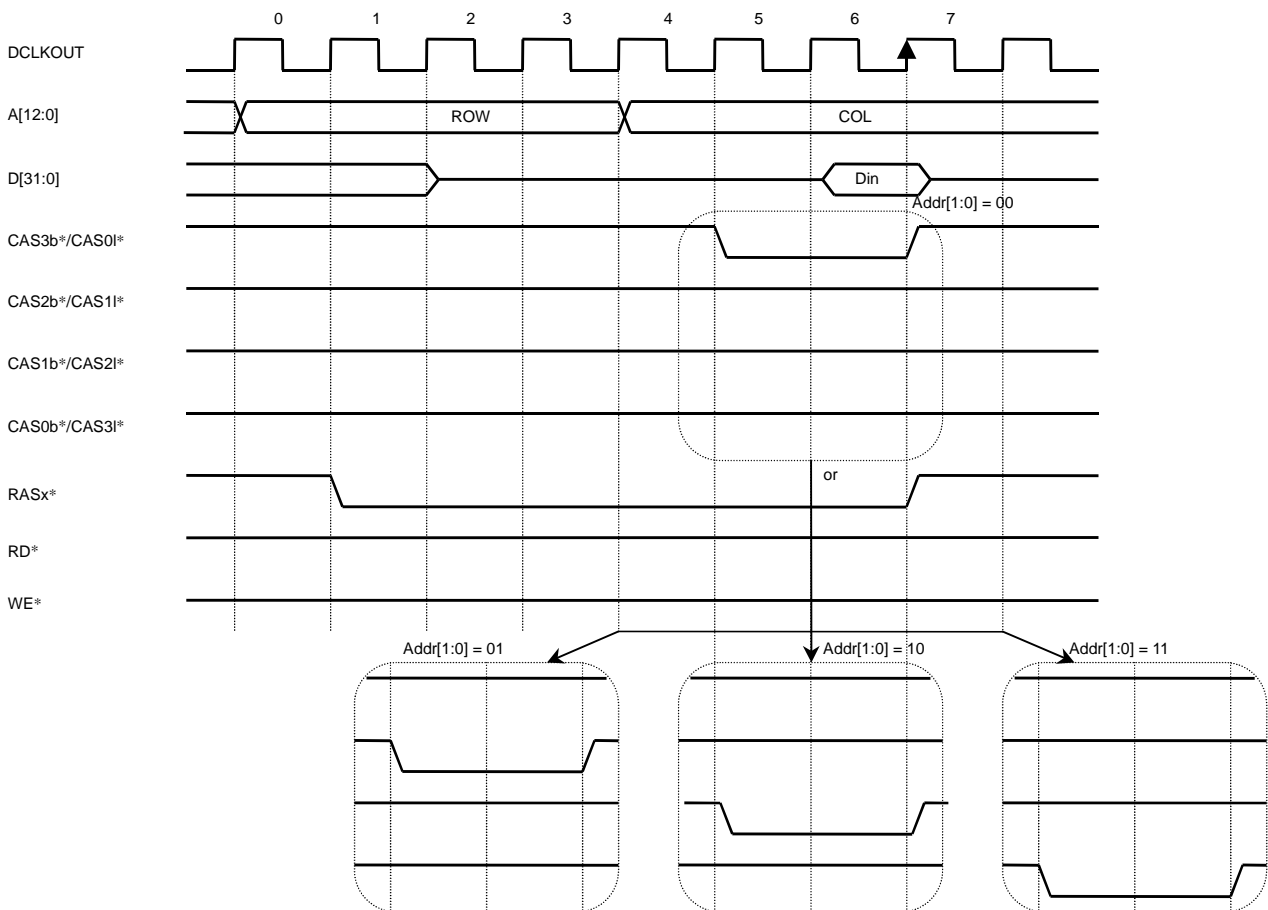 0 1 2 3 4 5 6 7
DCLKOUT
A[12:0] ROW COL
D[31:0] Din
Addr[1:0] = 00
CAS3b*/CAS0l*
CAS2b*/CAS1l*
CAS1b*/CAS2l*
CAS0b*/CAS3l*
or
RASx*
RD*
WE*
Addr[1:0] = 01 Addr[1:0] = 10 Addr[1:0] = 11